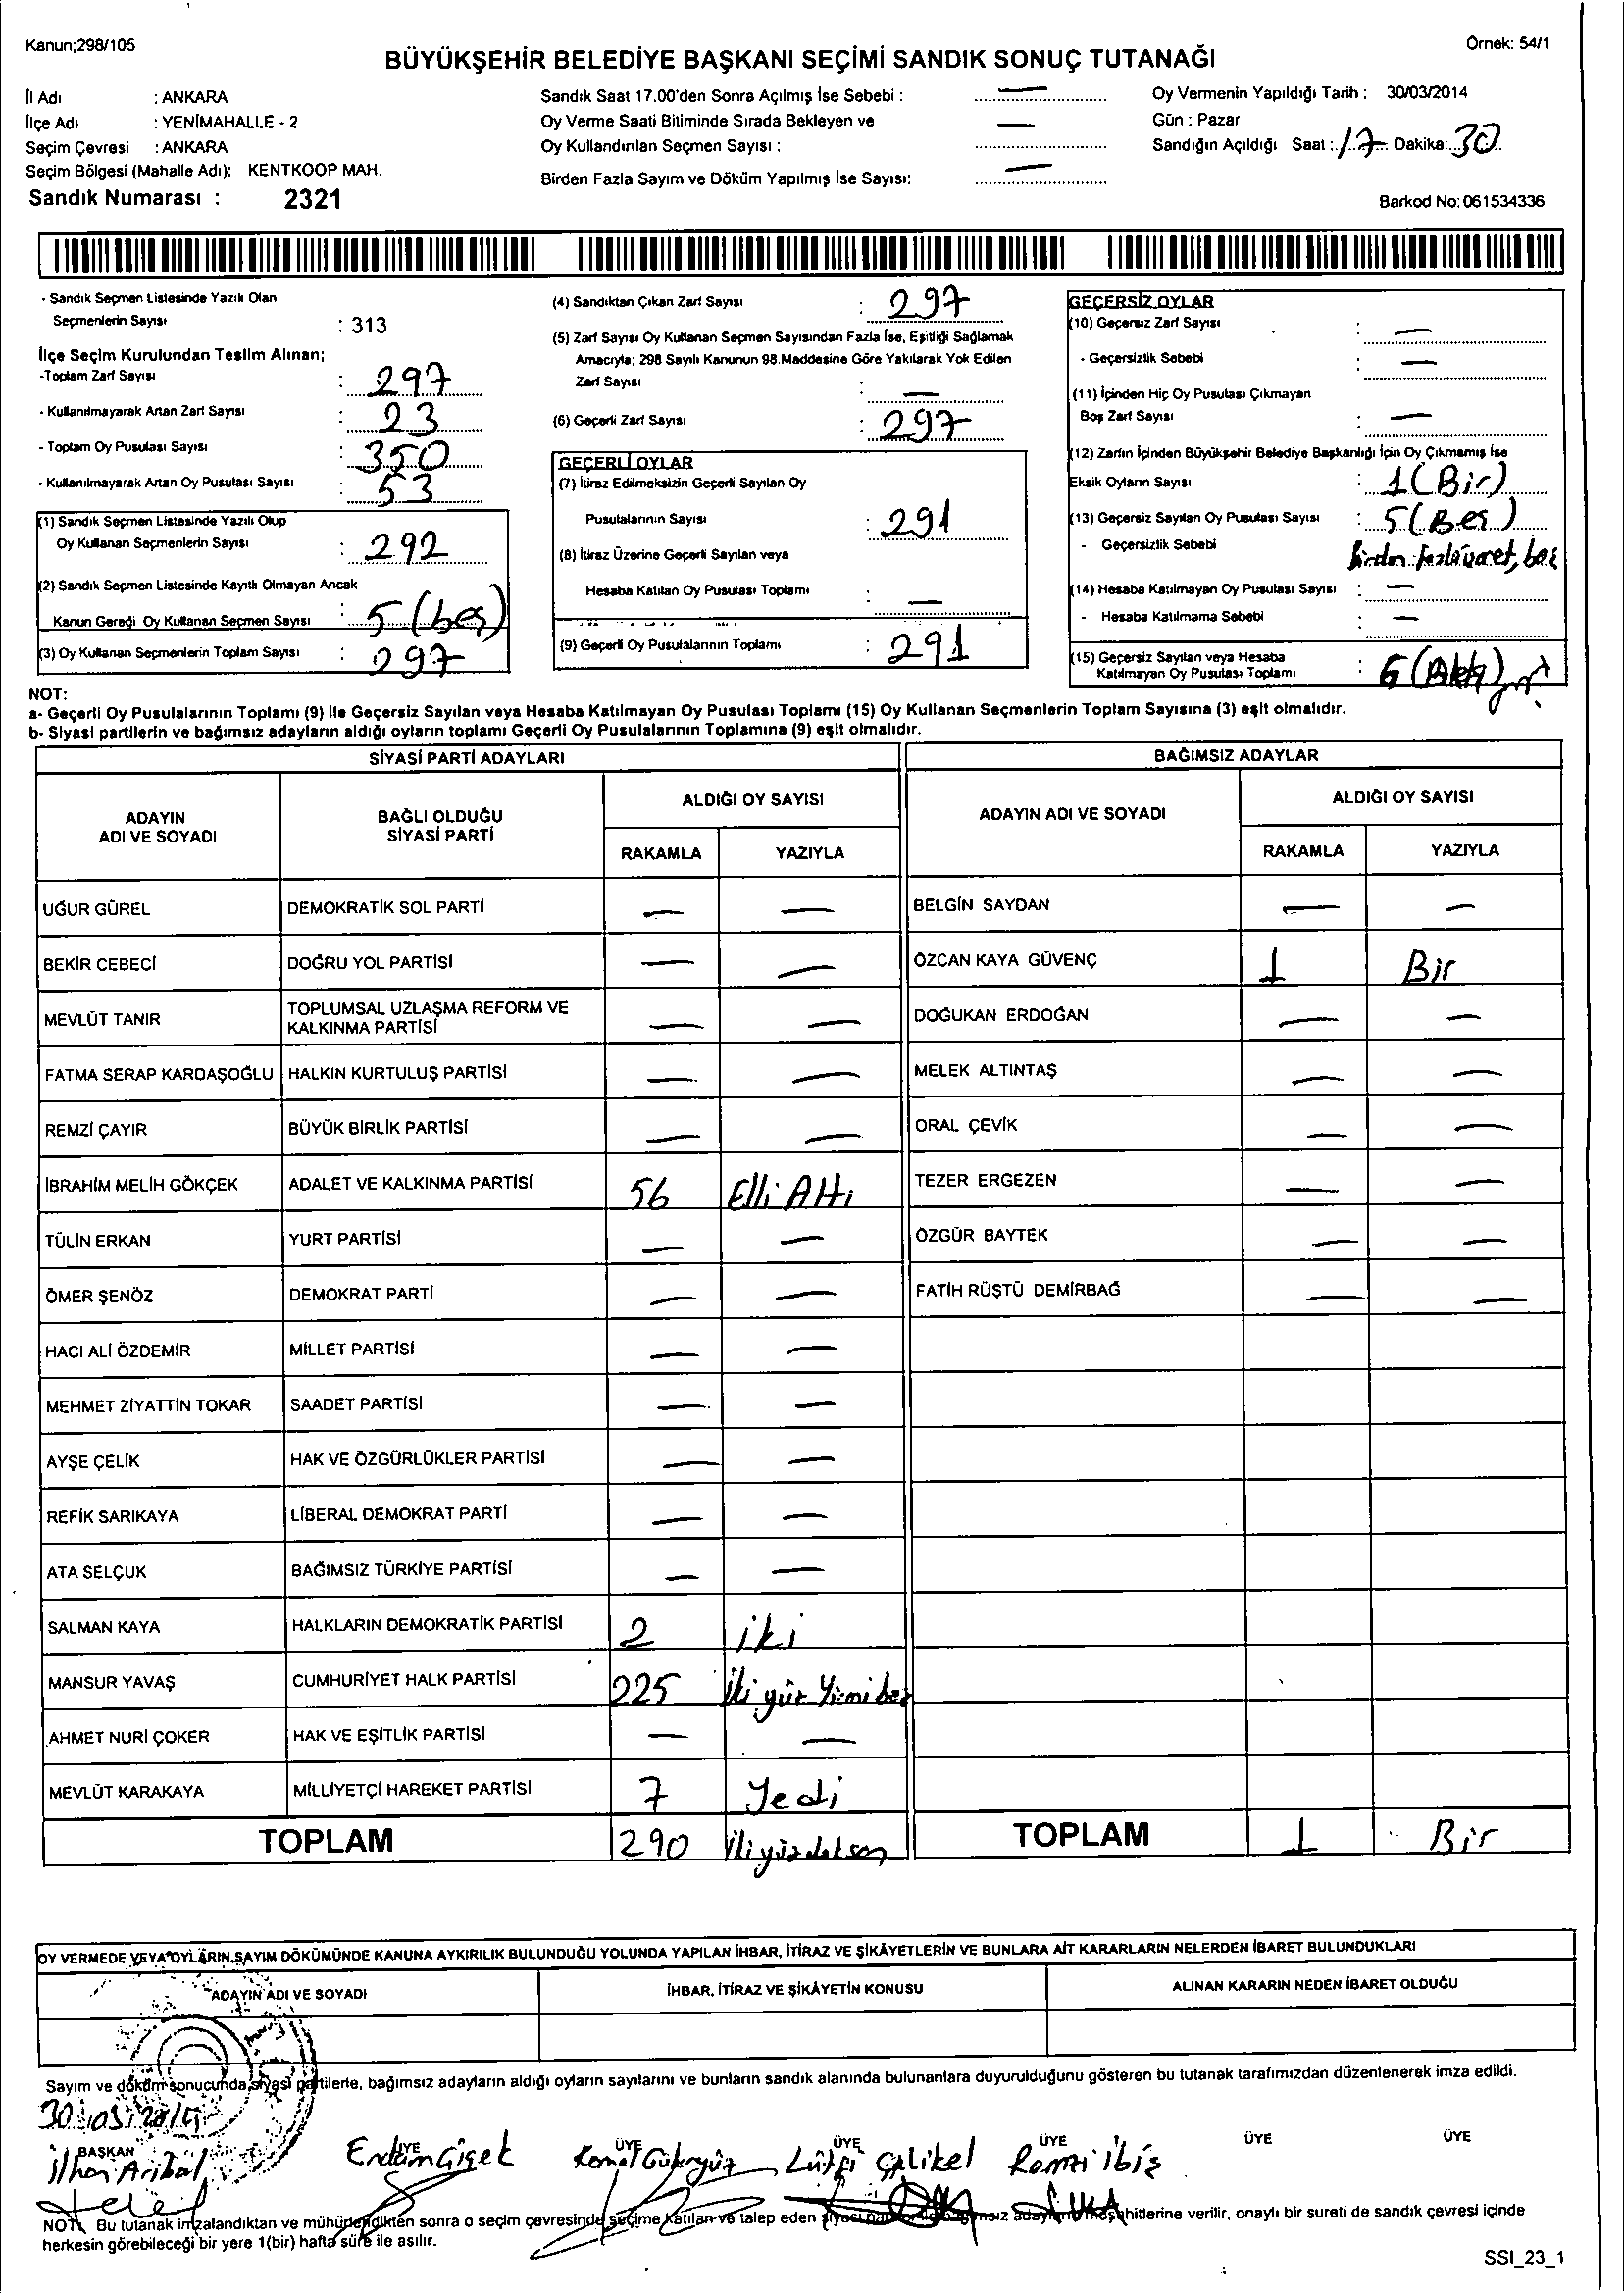 Kanun;298/105
Örnek: 54/1
BÜYÜKŞEHİR BELEDİYE BAŞKANI SEÇİMİ SANDIK SONUÇ TUTANAĞI
İl Adı : ANKARA
İlçe Adı : YENİMAHALLE - 2
Seçim Çevresi : ANKARA
Seçim Bölgesi (Mahalle Adı): KENTKOOP MAH.
Sandık Numarası : 2321
Sandık Saat 17.00'den Sonra Açılmış İse Sebebi : —
Oy Verme Saati Bitiminde Sırada Bekleyen ve
Oy Kullandırılan Seçmen Sayısı : —
Birden Fazla Sayım ve Döküm Yapılmış İse Sayısı: —
Oy Vermenin Yapıldığı Tarih : 30/03/2014
Gün : Pazar
Sandığın Açıldığı Saat : 17 Dakika: 30
Barkod No: 061534336
- Sandık Seçmen Listesinde Yazılı Olan
Seçmenlerin Sayısı : 313
İlçe Seçim Kurulundan Teslim Alınan;
-Toplam Zarf Sayısı : 297
- Kullanılmayarak Artan Zarf Sayısı : 23
- Toplam Oy Pusulası Sayısı : 350
- Kullanılmayarak Artan Oy Pusulası Sayısı : 53
(1) Sandık Seçmen Listesinde Yazılı Olup
Oy Kullanan Seçmenlerin Sayısı : 292
(2) Sandık Seçmen Listesinde Kayıtlı Olmayan Ancak
Kanun Gereği Oy Kullanan Seçmen Sayısı : 5 (beş)
(3) Oy Kullanan Seçmenlerin Toplam Sayısı : 297
(4) Sandıktan Çıkan Zarf Sayısı : 297
(5) Zarf Sayısı Oy Kullanan Seçmen Sayısından Fazla İse, Eşitliği Sağlamak
Amacıyla; 298 Sayılı Kanunun 98.Maddesine Göre Yakılarak Yok Edilen
Zarf Sayısı : —
(6) Geçerli Zarf Sayısı : 297
GEÇERLİ OYLAR
(7) İtiraz Edilmeksizin Geçerli Sayılan Oy
Pusulalarının Sayısı : 291
(8) İtiraz Üzerine Geçerli Sayılan veya
Hesaba Katılan Oy Pusulası Toplamı : —
(9) Geçerli Oy Pusulalarının Toplamı : 291
GEÇERSİZ OYLAR
(10) Geçersiz Zarf Sayısı : —
- Geçersizlik Sebebi : —
(11) İçinden Hiç Oy Pusulası Çıkmayan
Boş Zarf Sayısı : —
(12) Zarfın İçinden Büyükşehir Belediye Başkanlığı İçin Oy Çıkmamış İse
Eksik Oyların Sayısı : 1 (Bir)
(13) Geçersiz Sayılan Oy Pusulası Sayısı : 5 (Beş)
- Geçersizlik Sebebi Birden fazla işaret, boş
(14) Hesaba Katılmayan Oy Pusulası Sayısı : —
- Hesaba Katılmama Sebebi : —
(15) Geçersiz Sayılan veya Hesaba
Katılmayan Oy Pusulası Toplamı : 6 (Altı)
NOT:
a- Geçerli Oy Pusulalarının Toplamı (9) ile Geçersiz Sayılan veya Hesaba Katılmayan Oy Pusulası Toplamı (15) Oy Kullanan Seçmenlerin Toplam Sayısına (3) eşit olmalıdır.
b- Siyasi partilerin ve bağımsız adayların aldığı oyların toplamı Geçerli Oy Pusulalarının Toplamına (9) eşit olmalıdır.
SİYASİ PARTİ ADAYLARI BAĞIMSIZ ADAYLAR
ADAYIN ADI VE SOYADI BAĞLI OLDUĞU SİYASİ PARTİ ALDIĞI OY SAYISI ADAYIN ADI VE SOYADI ALDIĞI OY SAYISI
RAKAMLA YAZIYLA RAKAMLA YAZIYLA
UĞUR GÜREL DEMOKRATİK SOL PARTİ — — BELGİN SAYDAN — —
BEKİR CEBECİ DOĞRU YOL PARTİSİ — — ÖZCAN KAYA GÜVENÇ 1 Bir
MEVLÜT TANIR TOPLUMSAL UZLAŞMA REFORM VE KALKINMA PARTİSİ — — DOĞUKAN ERDOĞAN — —
FATMA SERAP KARDAŞOĞLU HALKIN KURTULUŞ PARTİSİ — — MELEK ALTINTAŞ — —
REMZİ ÇAYIR BÜYÜK BİRLİK PARTİSİ — — ORAL ÇEVİK — —
İBRAHİM MELİH GÖKÇEK ADALET VE KALKINMA PARTİSİ 56 Elli Altı TEZER ERGEZEN — —
TÜLİN ERKAN YURT PARTİSİ — — ÖZGÜR BAYTEK — —
ÖMER ŞENÖZ DEMOKRAT PARTİ — — FATİH RÜŞTÜ DEMİRBAĞ — —
HACI ALİ ÖZDEMİR MİLLET PARTİSİ — —
MEHMET ZİYATTİN TOKAR SAADET PARTİSİ — —
AYŞE ÇELİK HAK VE ÖZGÜRLÜKLER PARTİSİ — —
REFİK SARIKAYA LİBERAL DEMOKRAT PARTİ — —
ATA SELÇUK BAĞIMSIZ TÜRKİYE PARTİSİ — —
SALMAN KAYA HALKLARIN DEMOKRATİK PARTİSİ 2 iki
MANSUR YAVAŞ CUMHURİYET HALK PARTİSİ 225 İki yüz Yirmi beş
AHMET NURİ ÇOKER HAK VE EŞİTLİK PARTİSİ — —
MEVLÜT KARAKAYA MİLLİYETÇİ HAREKET PARTİSİ 7 Yedi
TOPLAM 290 İkiyüzdoksan TOPLAM 1 Bir
OY VERMEDE VEYA OYLARIN SAYIM DÖKÜMÜNDE KANUNA AYKIRILIK BULUNDUĞU YOLUNDA YAPILAN İHBAR, İTİRAZ VE ŞİKÂYETLERİN VE BUNLARA AİT KARARLARIN NELERDEN İBARET BULUNDUKLARI
ADAYIN ADI VE SOYADI İHBAR, İTİRAZ VE ŞİKÂYETİN KONUSU ALINAN KARARIN NEDEN İBARET OLDUĞU
Sayım ve döküm sonucunda siyasi partilerle, bağımsız adayların aldığı oyların sayılarını ve bunların sandık alanında bulunanlara duyurulduğunu gösteren bu tutanak tarafımızdan düzenlenerek imza edildi.
30/03/2014
BAŞKAN ÜYE ÜYE ÜYE ÜYE ÜYE ÜYE
İlhan Erdem Çiçek Kemal Lütfi Çelikel Remzi ibiş
NOT: Bu tutanak imzalandıktan ve mühürlendikten sonra o seçim çevresinde seçime katılan ve talep eden siyasi bağımsız adayların müşahitlerine verilir, onaylı bir sureti de sandık çevresi içinde
herkesin görebileceği bir yere 1(bir) hafta süre ile asılır.
SSI_23_1